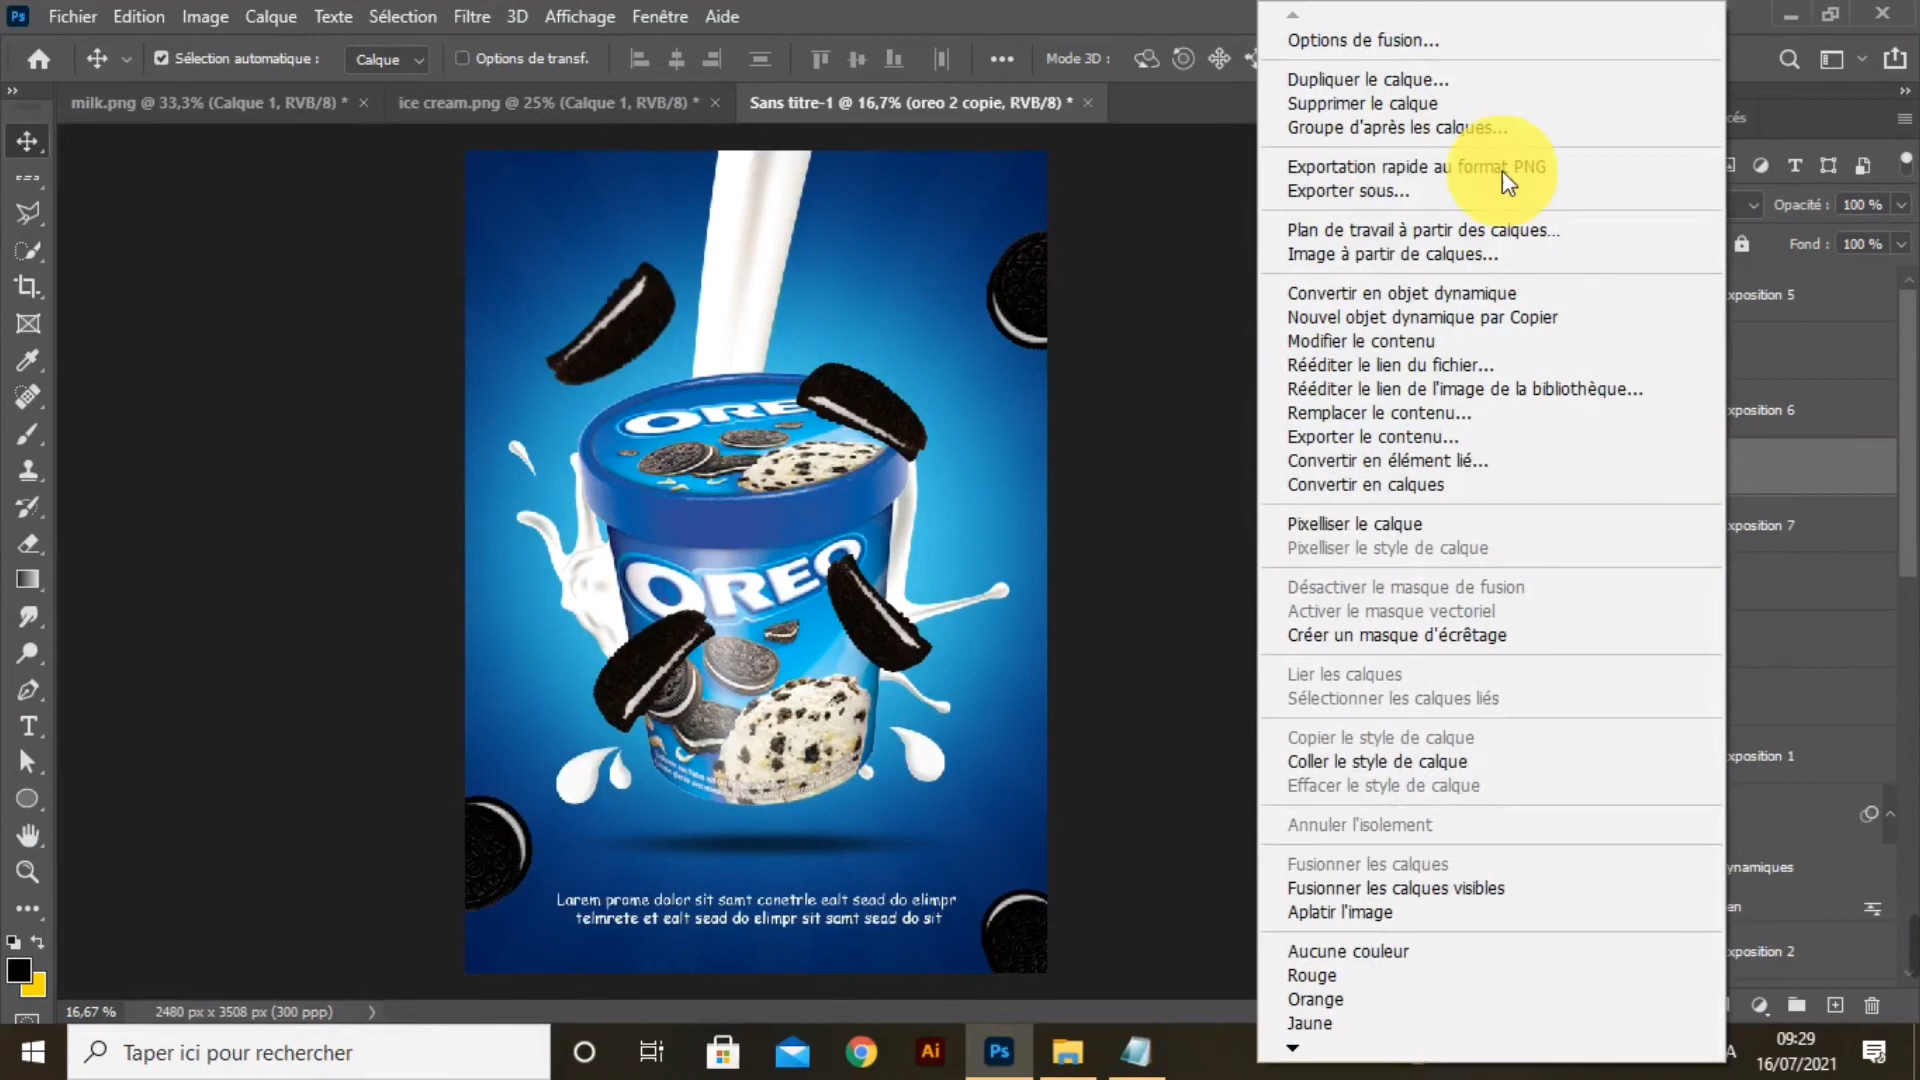 Fichier Edition Image Calque Texte Sélection Filtre 3D Affichage Fenêtre Aide
Sélection automatique : Calque Options de transf. Mode 3D :
milk.png @ 33,3% (Calque 1, RVB/8) *
ice cream.png @ 25% (Calque 1, RVB/8) *
Sans titre-1 @ 16,7% (oreo 2 copie, RVB/8) *
OREO
OREO
Lorem prome dolor sit samt conetrle ealt sead do elimpr
telmrete et ealt sead do elimpr sit samt sead do sit
Options de fusion...
Dupliquer le calque...
Supprimer le calque
Groupe d'après les calques...
Exportation rapide au format PNG
Exporter sous...
Plan de travail à partir des calques...
Image à partir de calques...
Convertir en objet dynamique
Nouvel objet dynamique par Copier
Modifier le contenu
Rééditer le lien du fichier...
Rééditer le lien de l'image de la bibliothèque...
Remplacer le contenu...
Exporter le contenu...
Convertir en élément lié...
Convertir en calques
Pixelliser le calque
Pixelliser le style de calque
Désactiver le masque de fusion
Activer le masque vectoriel
Créer un masque d'écrêtage
Lier les calques
Sélectionner les calques liés
Copier le style de calque
Coller le style de calque
Effacer le style de calque
Annuler l'isolement
Fusionner les calques
Fusionner les calques visibles
Aplatir l'image
Aucune couleur
Rouge
Orange
Jaune
cés
Opacité : 100 %
Fond : 100 %
xposition 5
xposition 6
xposition 7
xposition 1
ynamiques
en
xposition 2
16,67 % 2480 px x 3508 px (300 ppp)
Taper ici pour rechercher
Ai
Ps
A
09:29
16/07/2021